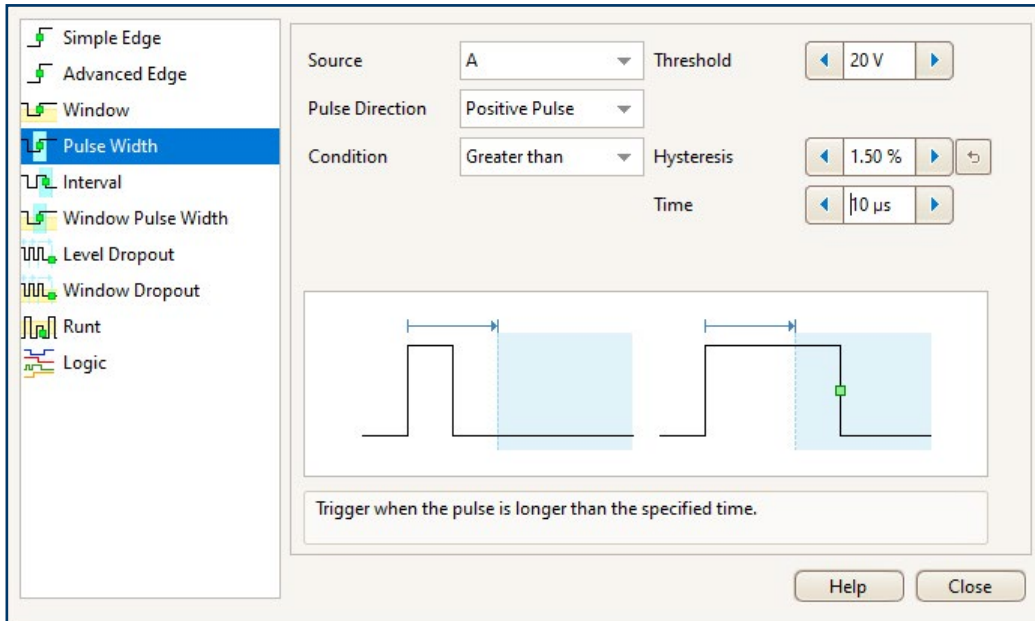 Simple Edge
Advanced Edge
Window
Pulse Width
Interval
Window Pulse Width
Level Dropout
Window Dropout
Runt
Logic
Source A Threshold 20 V
Pulse Direction Positive Pulse
Condition Greater than Hysteresis 1.50 %
Time 10 µs
Trigger when the pulse is longer than the specified time.
Help Close